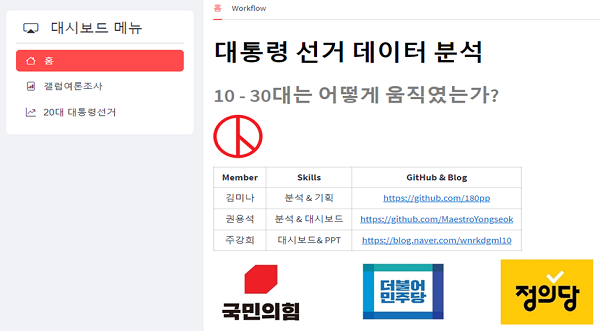 대시보드 메뉴
홈
갤럽여론조사
20대 대통령선거
홈 Workflow
대통령 선거 데이터 분석
10 - 30대는 어떻게 움직였는가?
Member Skills GitHub & Blog
김미나 분석 & 기획 https://github.com/180pp
권용석 분석 & 대시보드 https://github.com/MaestroYongseok
주강희 대시보드& PPT https://blog.naver.com/wnrkdgml10
국민의힘
더불어
민주당
정의당